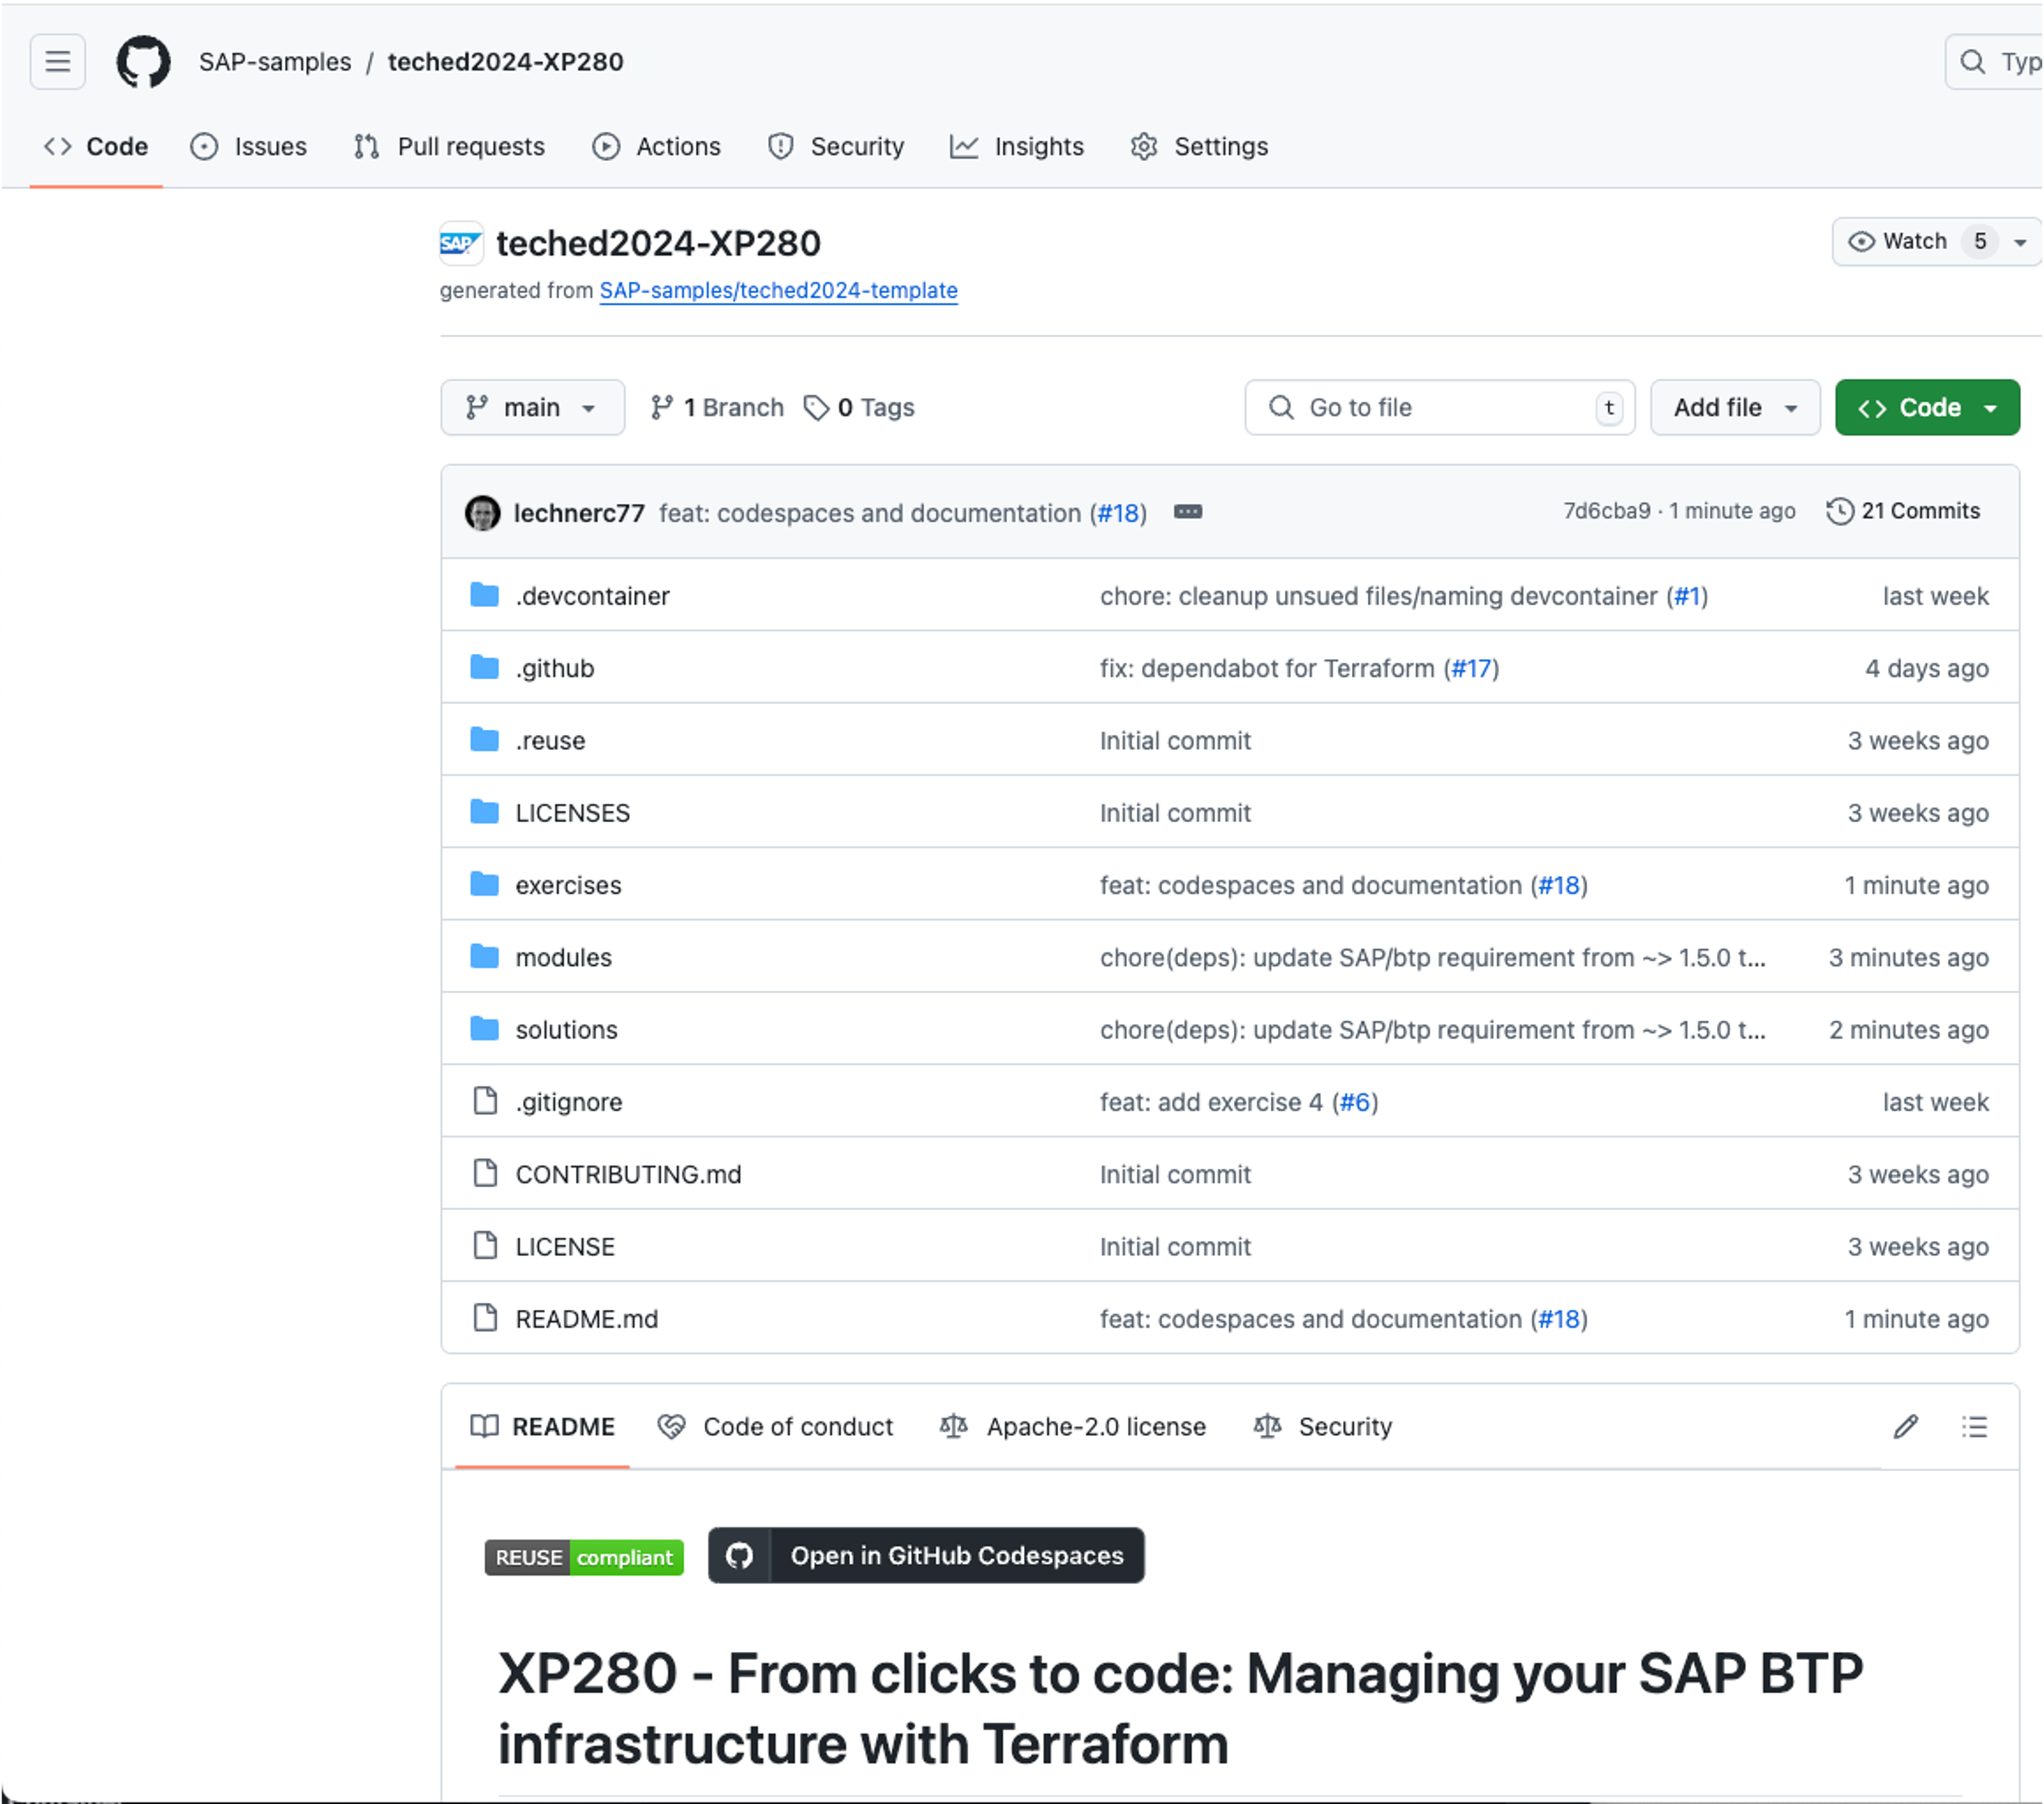 SAP-samples / teched2024-XP280
Typ
Code Issues Pull requests Actions Security Insights Settings
SAP teched2024-XP280
Watch 5
generated from SAP-samples/teched2024-template
main 1 Branch 0 Tags Go to file t Add file Code
lechnerc77 feat: codespaces and documentation (#18) 7d6cba9 · 1 minute ago 21 Commits
.devcontainer chore: cleanup unsued files/naming devcontainer (#1) last week
.github fix: dependabot for Terraform (#17) 4 days ago
.reuse Initial commit 3 weeks ago
LICENSES Initial commit 3 weeks ago
exercises feat: codespaces and documentation (#18) 1 minute ago
modules chore(deps): update SAP/btp requirement from ~> 1.5.0 t... 3 minutes ago
solutions chore(deps): update SAP/btp requirement from ~> 1.5.0 t... 2 minutes ago
.gitignore feat: add exercise 4 (#6) last week
CONTRIBUTING.md Initial commit 3 weeks ago
LICENSE Initial commit 3 weeks ago
README.md feat: codespaces and documentation (#18) 1 minute ago
README Code of conduct Apache-2.0 license Security
REUSE compliant Open in GitHub Codespaces
XP280 - From clicks to code: Managing your SAP BTP
infrastructure with Terraform